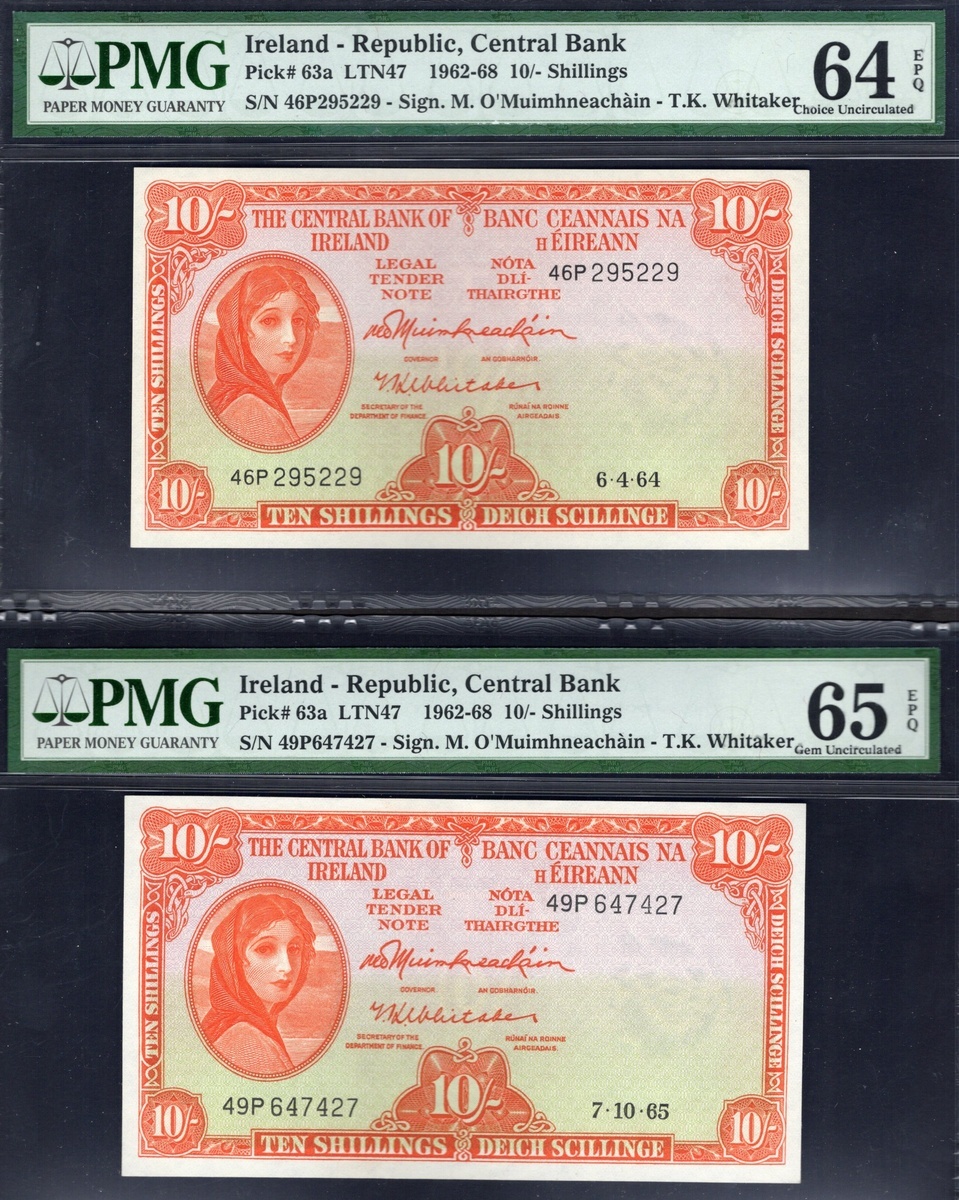 PMG
PAPER MONEY GUARANTY
Ireland - Republic, Central Bank
Pick# 63a LTN47 1962-68 10/- Shillings
S/N 46P295229 - Sign. M. O'Muimhneachàin - T.K. Whitaker
64
EPQ
Choice Uncirculated
10/-
10/-
THE CENTRAL BANK OF IRELAND
BANC CEANNAIS NA hÉIREANN
LEGAL TENDER NOTE
NÓTA DLÍ-THAIRGTHE
46P 295229
TEN SHILLINGS
DEICH SCILLINGE
M Ó Muimhneacháin
GOVERNOR
AN GOBHARNÓIR.
T K Whitaker
SECRETARY OF THE DEPARTMENT OF FINANCE.
RÚNAÍ NA ROINNE AIRGEADAIS.
46P 295229
10/-
6·4·64
10/-
10/-
TEN SHILLINGS
DEICH SCILLINGE
PMG
PAPER MONEY GUARANTY
Ireland - Republic, Central Bank
Pick# 63a LTN47 1962-68 10/- Shillings
S/N 49P647427 - Sign. M. O'Muimhneachàin - T.K. Whitaker
65
EPQ
Gem Uncirculated
10/-
10/-
THE CENTRAL BANK OF IRELAND
BANC CEANNAIS NA hÉIREANN
LEGAL TENDER NOTE
NÓTA DLÍ-THAIRGTHE
49P 647427
TEN SHILLINGS
DEICH SCILLINGE
M Ó Muimhneacháin
GOVERNOR
AN GOBHARNÓIR.
T K Whitaker
SECRETARY OF THE DEPARTMENT OF FINANCE.
RÚNAÍ NA ROINNE AIRGEADAIS.
49P 647427
10/-
7·10·65
10/-
10/-
TEN SHILLINGS
DEICH SCILLINGE